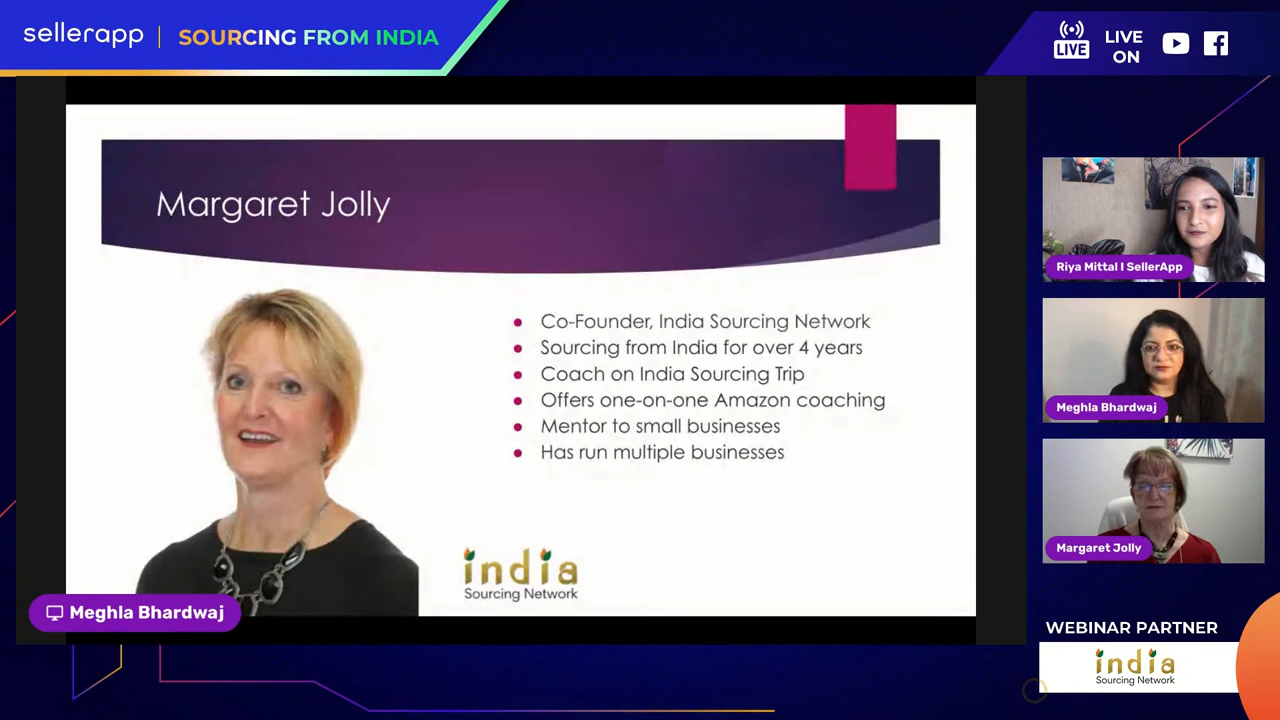 sellerapp
SOURCING FROM INDIA
LIVE
LIVE
ON
Margaret Jolly
Co-Founder, India Sourcing Network
Sourcing from India for over 4 years
Coach on India Sourcing Trip
Offers one-on-one Amazon coaching
Mentor to small businesses
Has run multiple businesses
india
Sourcing Network
Meghla Bhardwaj
Riya Mittal I SellerApp
Meghla Bhardwaj
Margaret Jolly
WEBINAR PARTNER
india
Sourcing Network